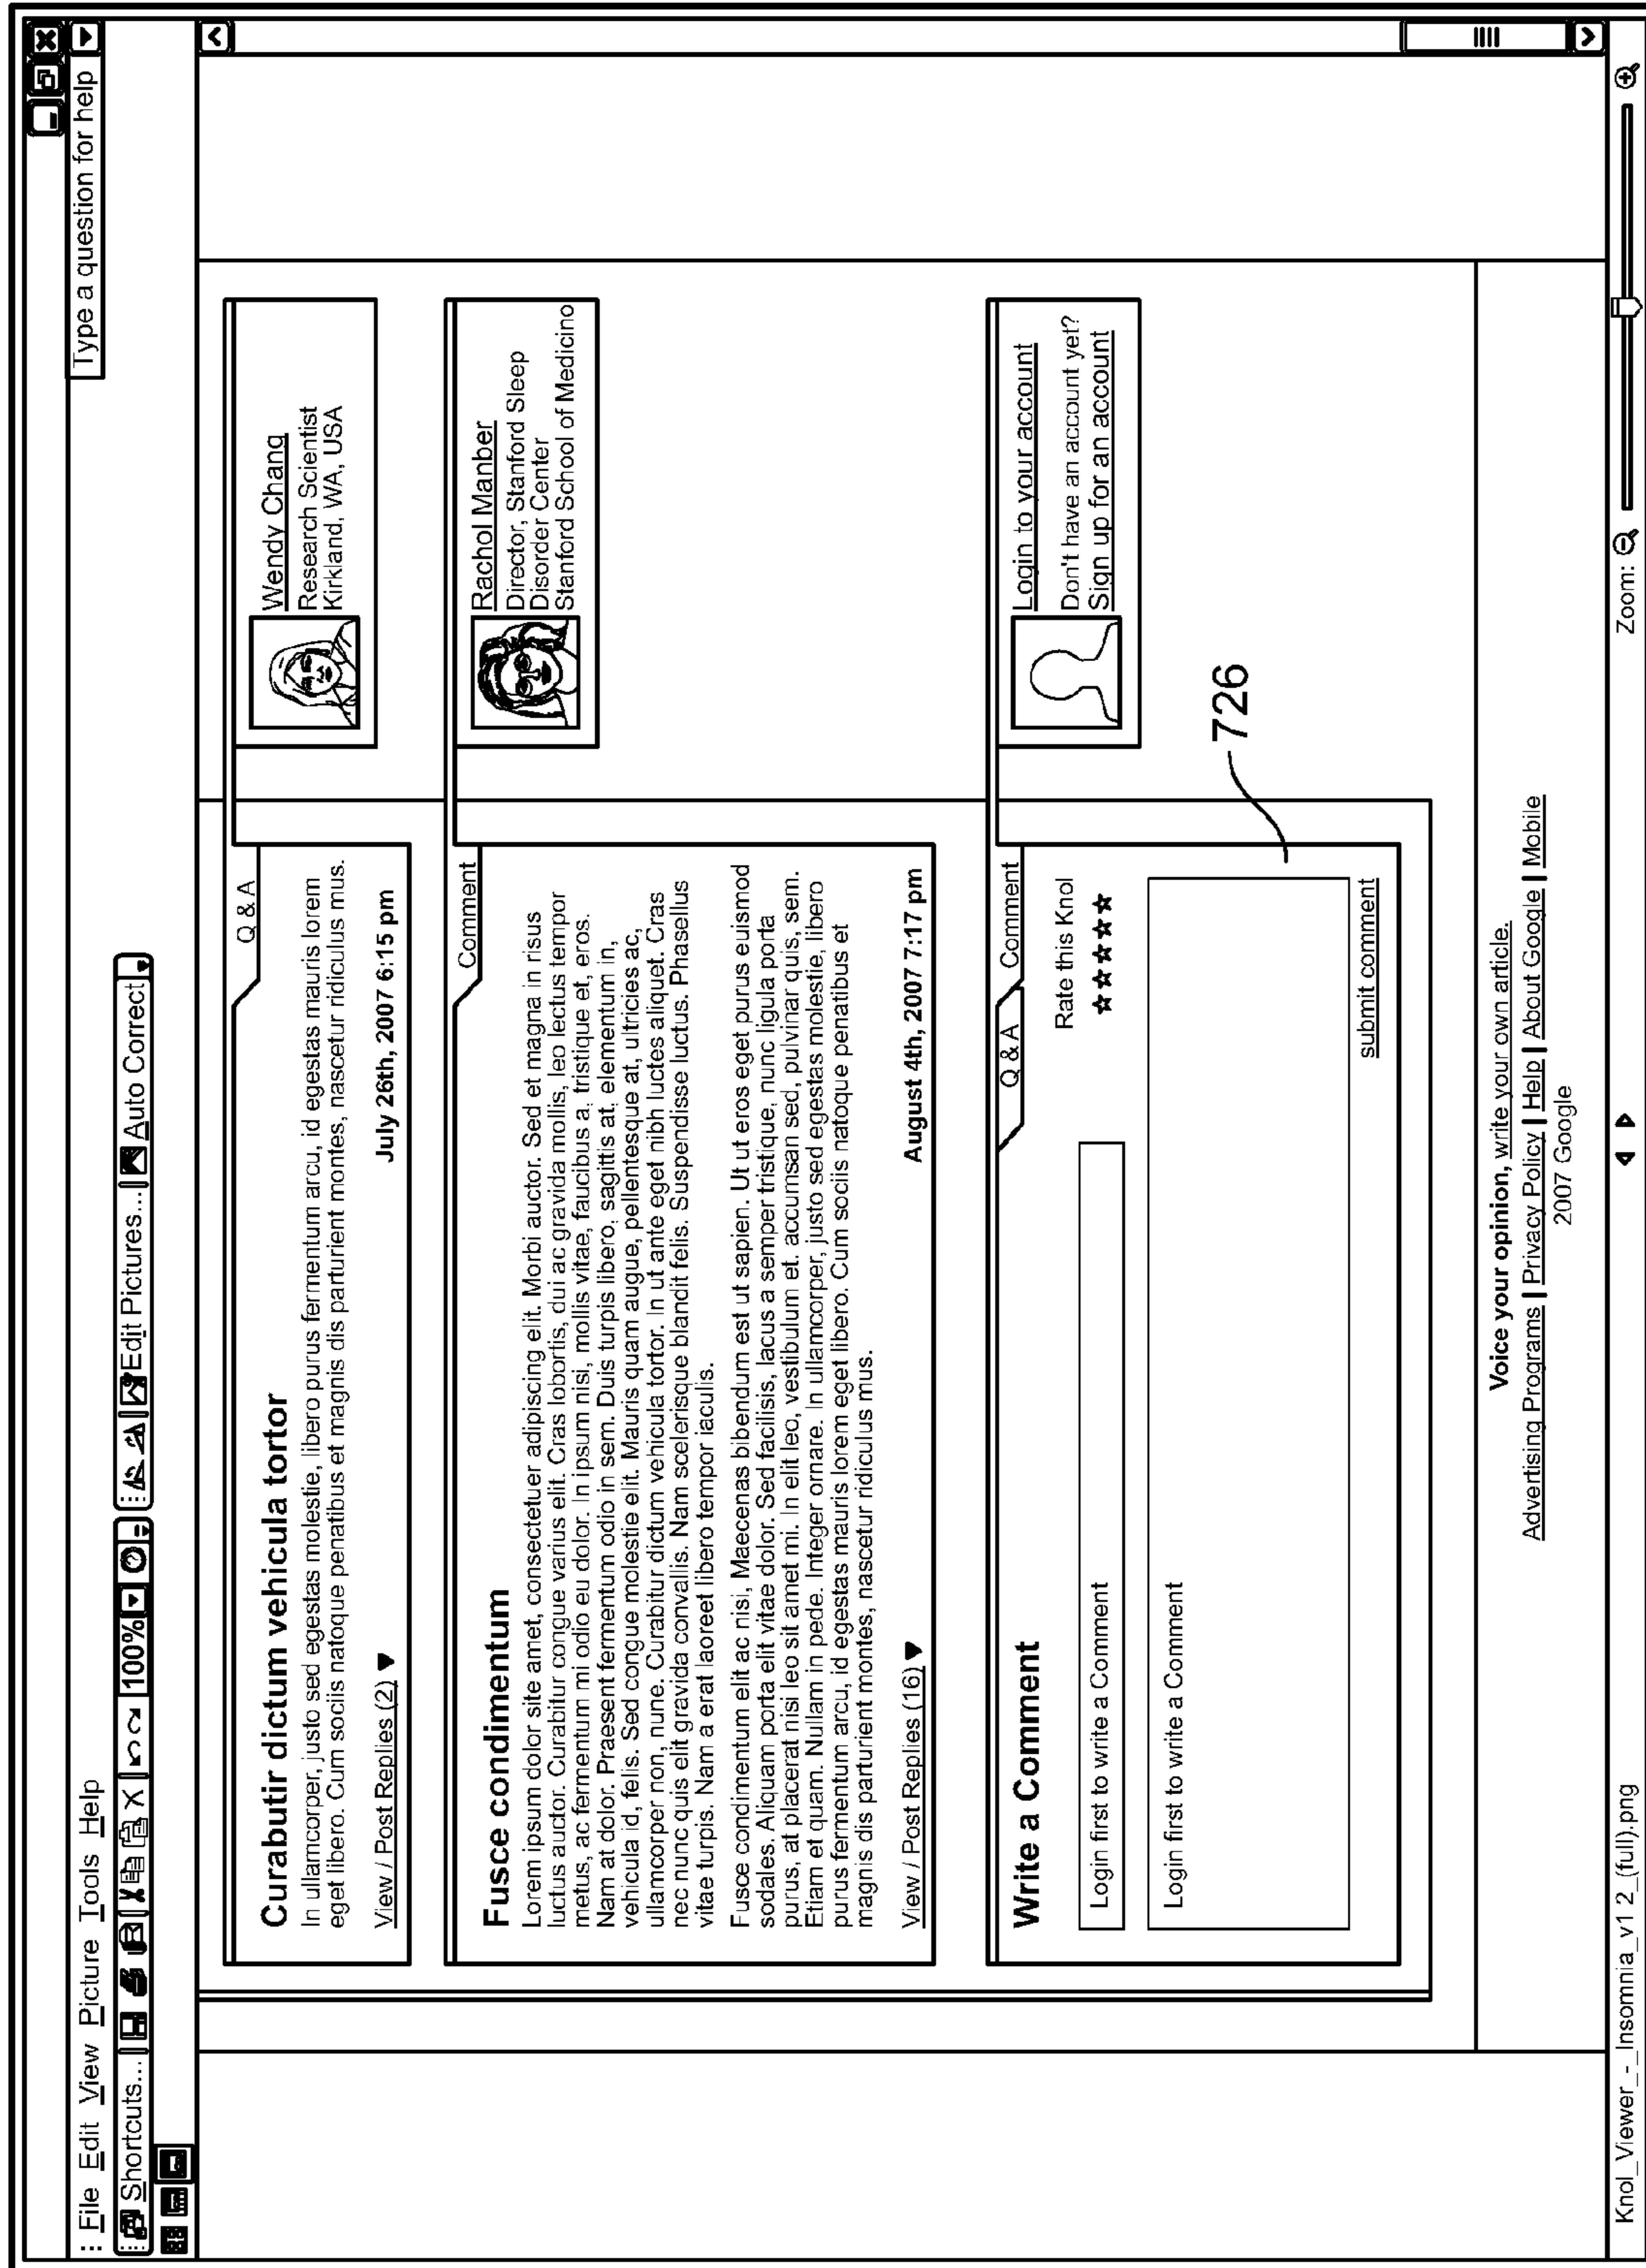 Type a question for help
File Edit View Picture Tools Help
Shortcuts... 100% Edit Pictures... Auto Correct
Q & A
Curabutir dictum vehicula tortor
In ullamcorper, justo sed egestas molestie, libero purus fermentum arcu, id egestas mauris lorem
eget libero. Cum sociis natoque penatibus et magnis dis parturient montes, nascetur ridiculus mus.
View / Post Replies (2)
July 26th, 2007 6:15 pm
Wendy Chang
Research Scientist
Kirkland, WA, USA
Comment
Fusce condimentum
Lorem ipsum dolor site amet, consectetuer adipiscing elit. Morbi auctor. Sed et magna in risus
luctus auctor. Curabitur congue varius elit. Cras lobortis, dui ac gravida mollis, leo lectus tempor
metus, ac fermentum mi odio eu dolor. In ipsum nisi, mollis vitae, faucibus a, tristique et, eros.
Nam at dolor. Praesent fermentum odio in sem. Duis turpis libero, sagittis at, elementum in,
vehicula id, felis. Sed congue molestie elit. Mauris quam augue, pellentesque at, ultricies ac,
ullamcorper non, nune. Curabitur dictum vehicula tortor. In ut ante eget nibh luctes aliquet. Cras
nec nunc quis elit gravida convallis. Nam scelerisque blandit felis. Suspendisse luctus. Phasellus
vitae turpis. Nam a erat laoreet libero tempor iaculis.
Fusce condimentum elit ac nisi, Maecenas bibendum est ut sapien. Ut ut eros eget purus euismod
sodales. Aliquam porta elit vitae dolor. Sed facilisis, lacus a semper tristique, nunc ligula porta
purus, at placerat nisi leo sit amet mi. In elit leo, vestibulum et. accumsan sed, pulvinar quis, sem.
Etiam et quam. Nullam in pede. Integer ornare. In ullamcorper, justo sed egestas molestie, libero
purus fermentum arcu, id egestas mauris lorem eget libero. Cum sociis natoque penatibus et
magnis dis parturient montes, nascetur ridiculus mus.
View / Post Replies (16)
August 4th, 2007 7:17 pm
Rachol Manber
Director, Stanford Sleep
Disorder Center
Stanford School of Medicino
Q & A Comment
Write a Comment
Rate this Knol
Login first to write a Comment
Login first to write a Comment
submit comment
Login to your account
Don't have an account yet?
Sign up for an account
726
Voice your opinion, write your own article.
Advertising Programs | Privacy Policy | Help | About Google | Mobile
2007 Google
Knol_Viewer_-_Insomnia_v1 2_(full).png
Zoom: